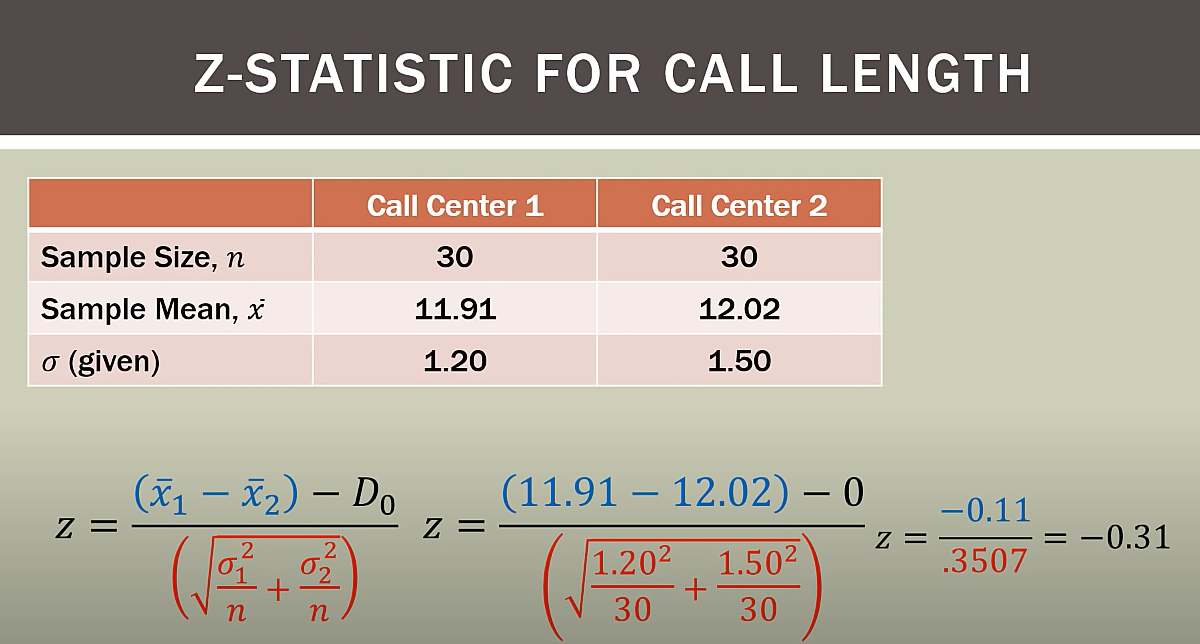 Z-STATISTIC FOR CALL LENGTH
Call Center 1 Call Center 2
Sample Size, n 30 30
Sample Mean, x̄ 11.91 12.02
σ (given) 1.20 1.50
z = ((x̄₁ − x̄₂) − D₀) / (√(σ₁²/n + σ₂²/n)) z = ((11.91 − 12.02) − 0) / (√(1.20²/30 + 1.50²/30)) z = −0.11/.3507 = −0.31